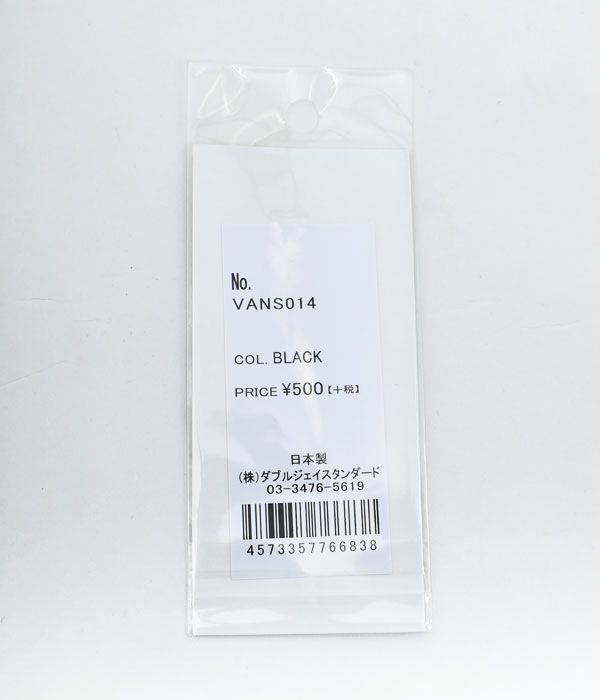 No.
VANS014
COL. BLACK
PRICE ¥500【+税】
日本製
(株)ダブルジェイスタンダード
03-3476-5619
4573357766838